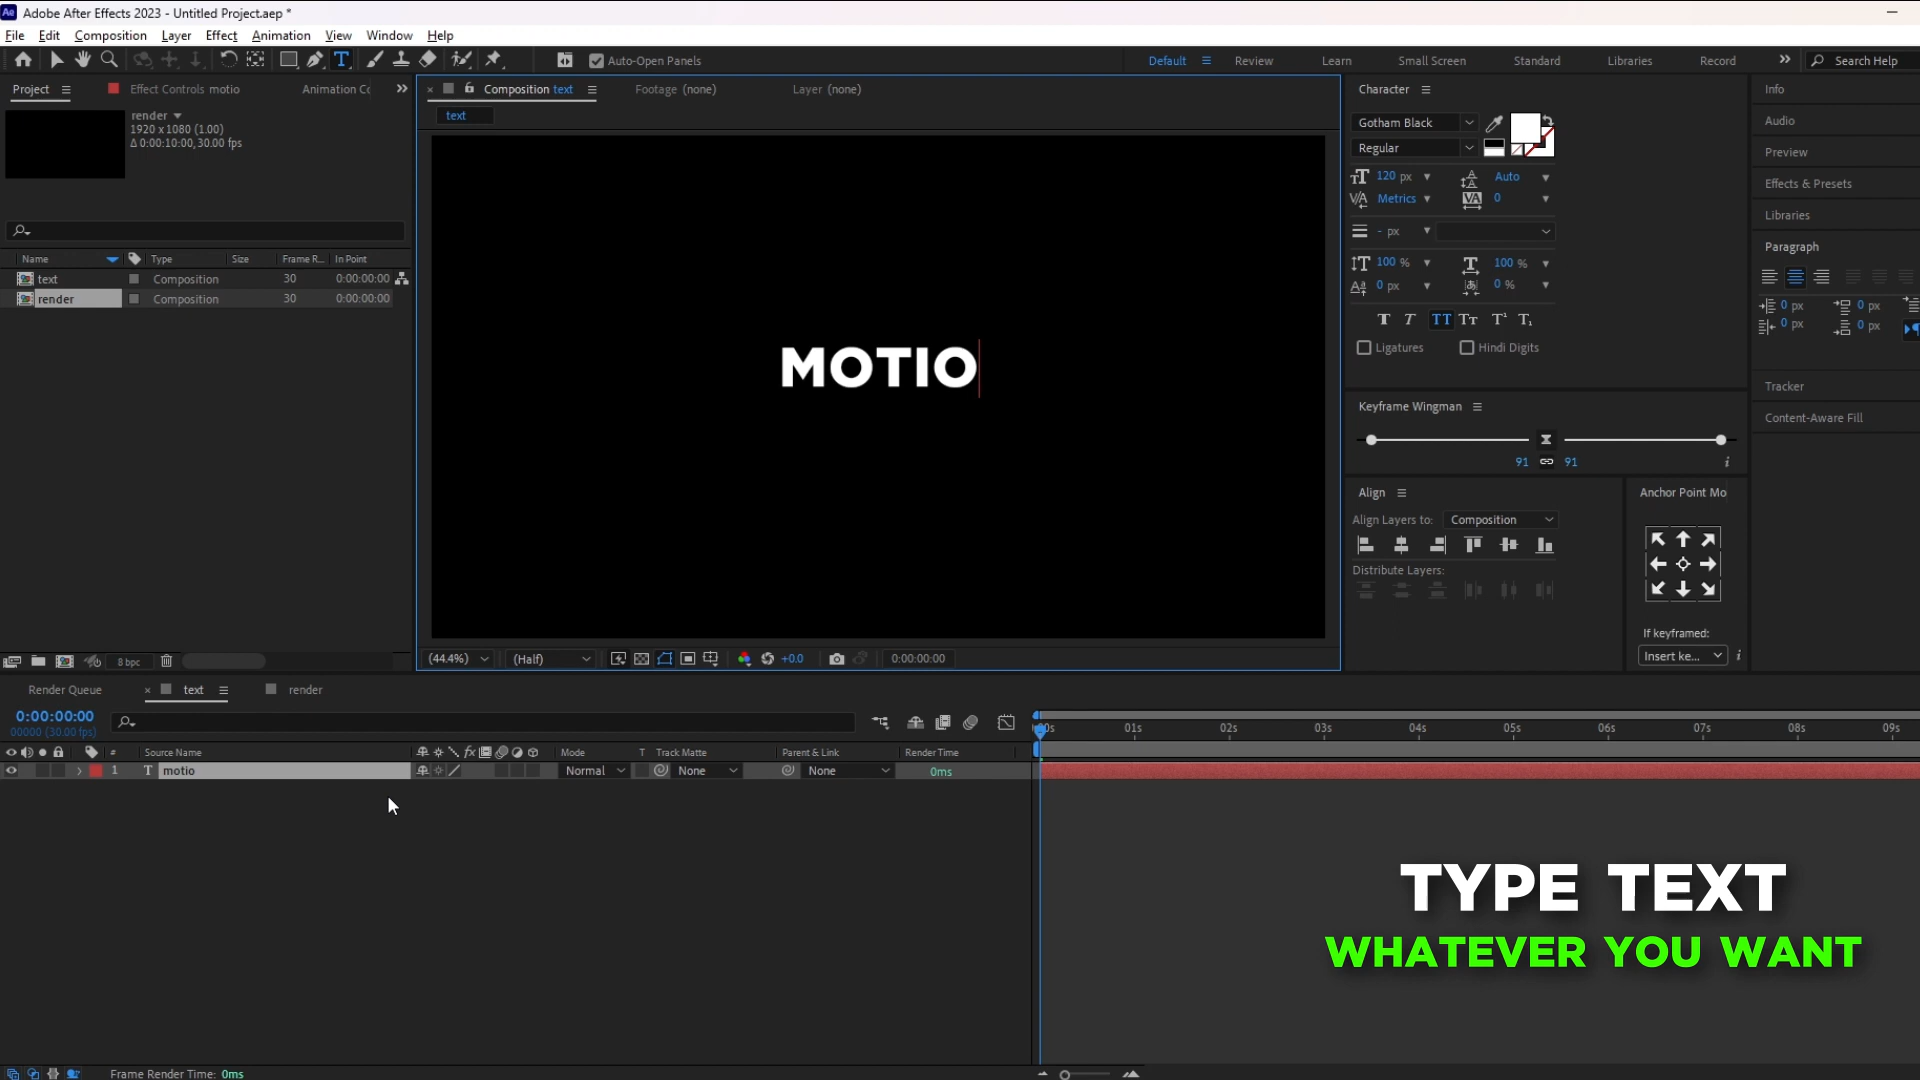 Adobe After Effects 2023 - Untitled Project.aep *
File Edit Composition Layer Effect Animation View Window Help
Auto-Open Panels
Default Review Learn Small Screen Standard Libraries Record Search Help
Project Effect Controls motio Animation Cc
render
1920 x 1080 (1.00)
Δ 0:00:10:00, 30.00 fps
Name Type Size Frame R... In Point
text Composition 30 0:00:00:00
render Composition 30 0:00:00:00
8 bpc
Composition text Footage (none) Layer (none)
text
MOTIO
(44.4%) (Half) +0.0 0:00:00:00
Character
Gotham Black
Regular
120 px Auto
Metrics 0
- px
100 % 100 %
0 px 0 %
Ligatures Hindi Digits
Keyframe Wingman
91 91
Align
Align Layers to: Composition
Distribute Layers:
Anchor Point Mo
If keyframed:
Insert ke...
Info
Audio
Preview
Effects & Presets
Libraries
Paragraph
0 px 0 px
0 px 0 px
Tracker
Content-Aware Fill
Render Queue text render
0:00:00:00
00000 (30.00 fps)
# Source Name Mode T Track Matte Parent & Link Render Time
1 T motio Normal None None 0ms
00s 01s 02s 03s 04s 05s 06s 07s 08s 09s
TYPE TEXT
WHATEVER YOU WANT
Frame Render Time: 0ms